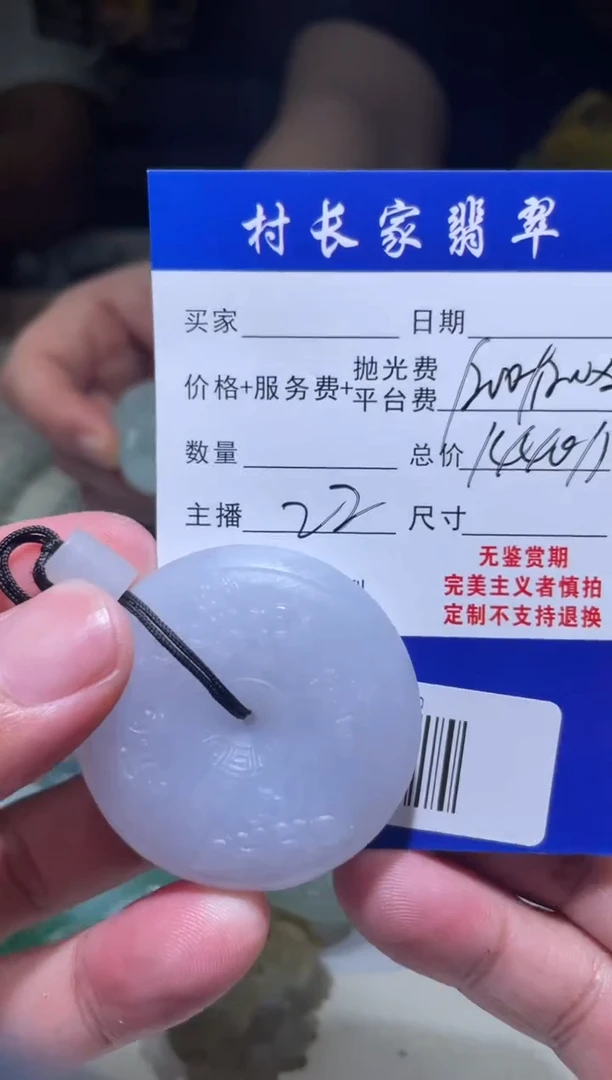 村长家翡翠
买家 日期
价格+服务费+抛光费平台费
数量 总价
主播 22 尺寸
无鉴赏期
完美主义者慎拍
定制不支持退换